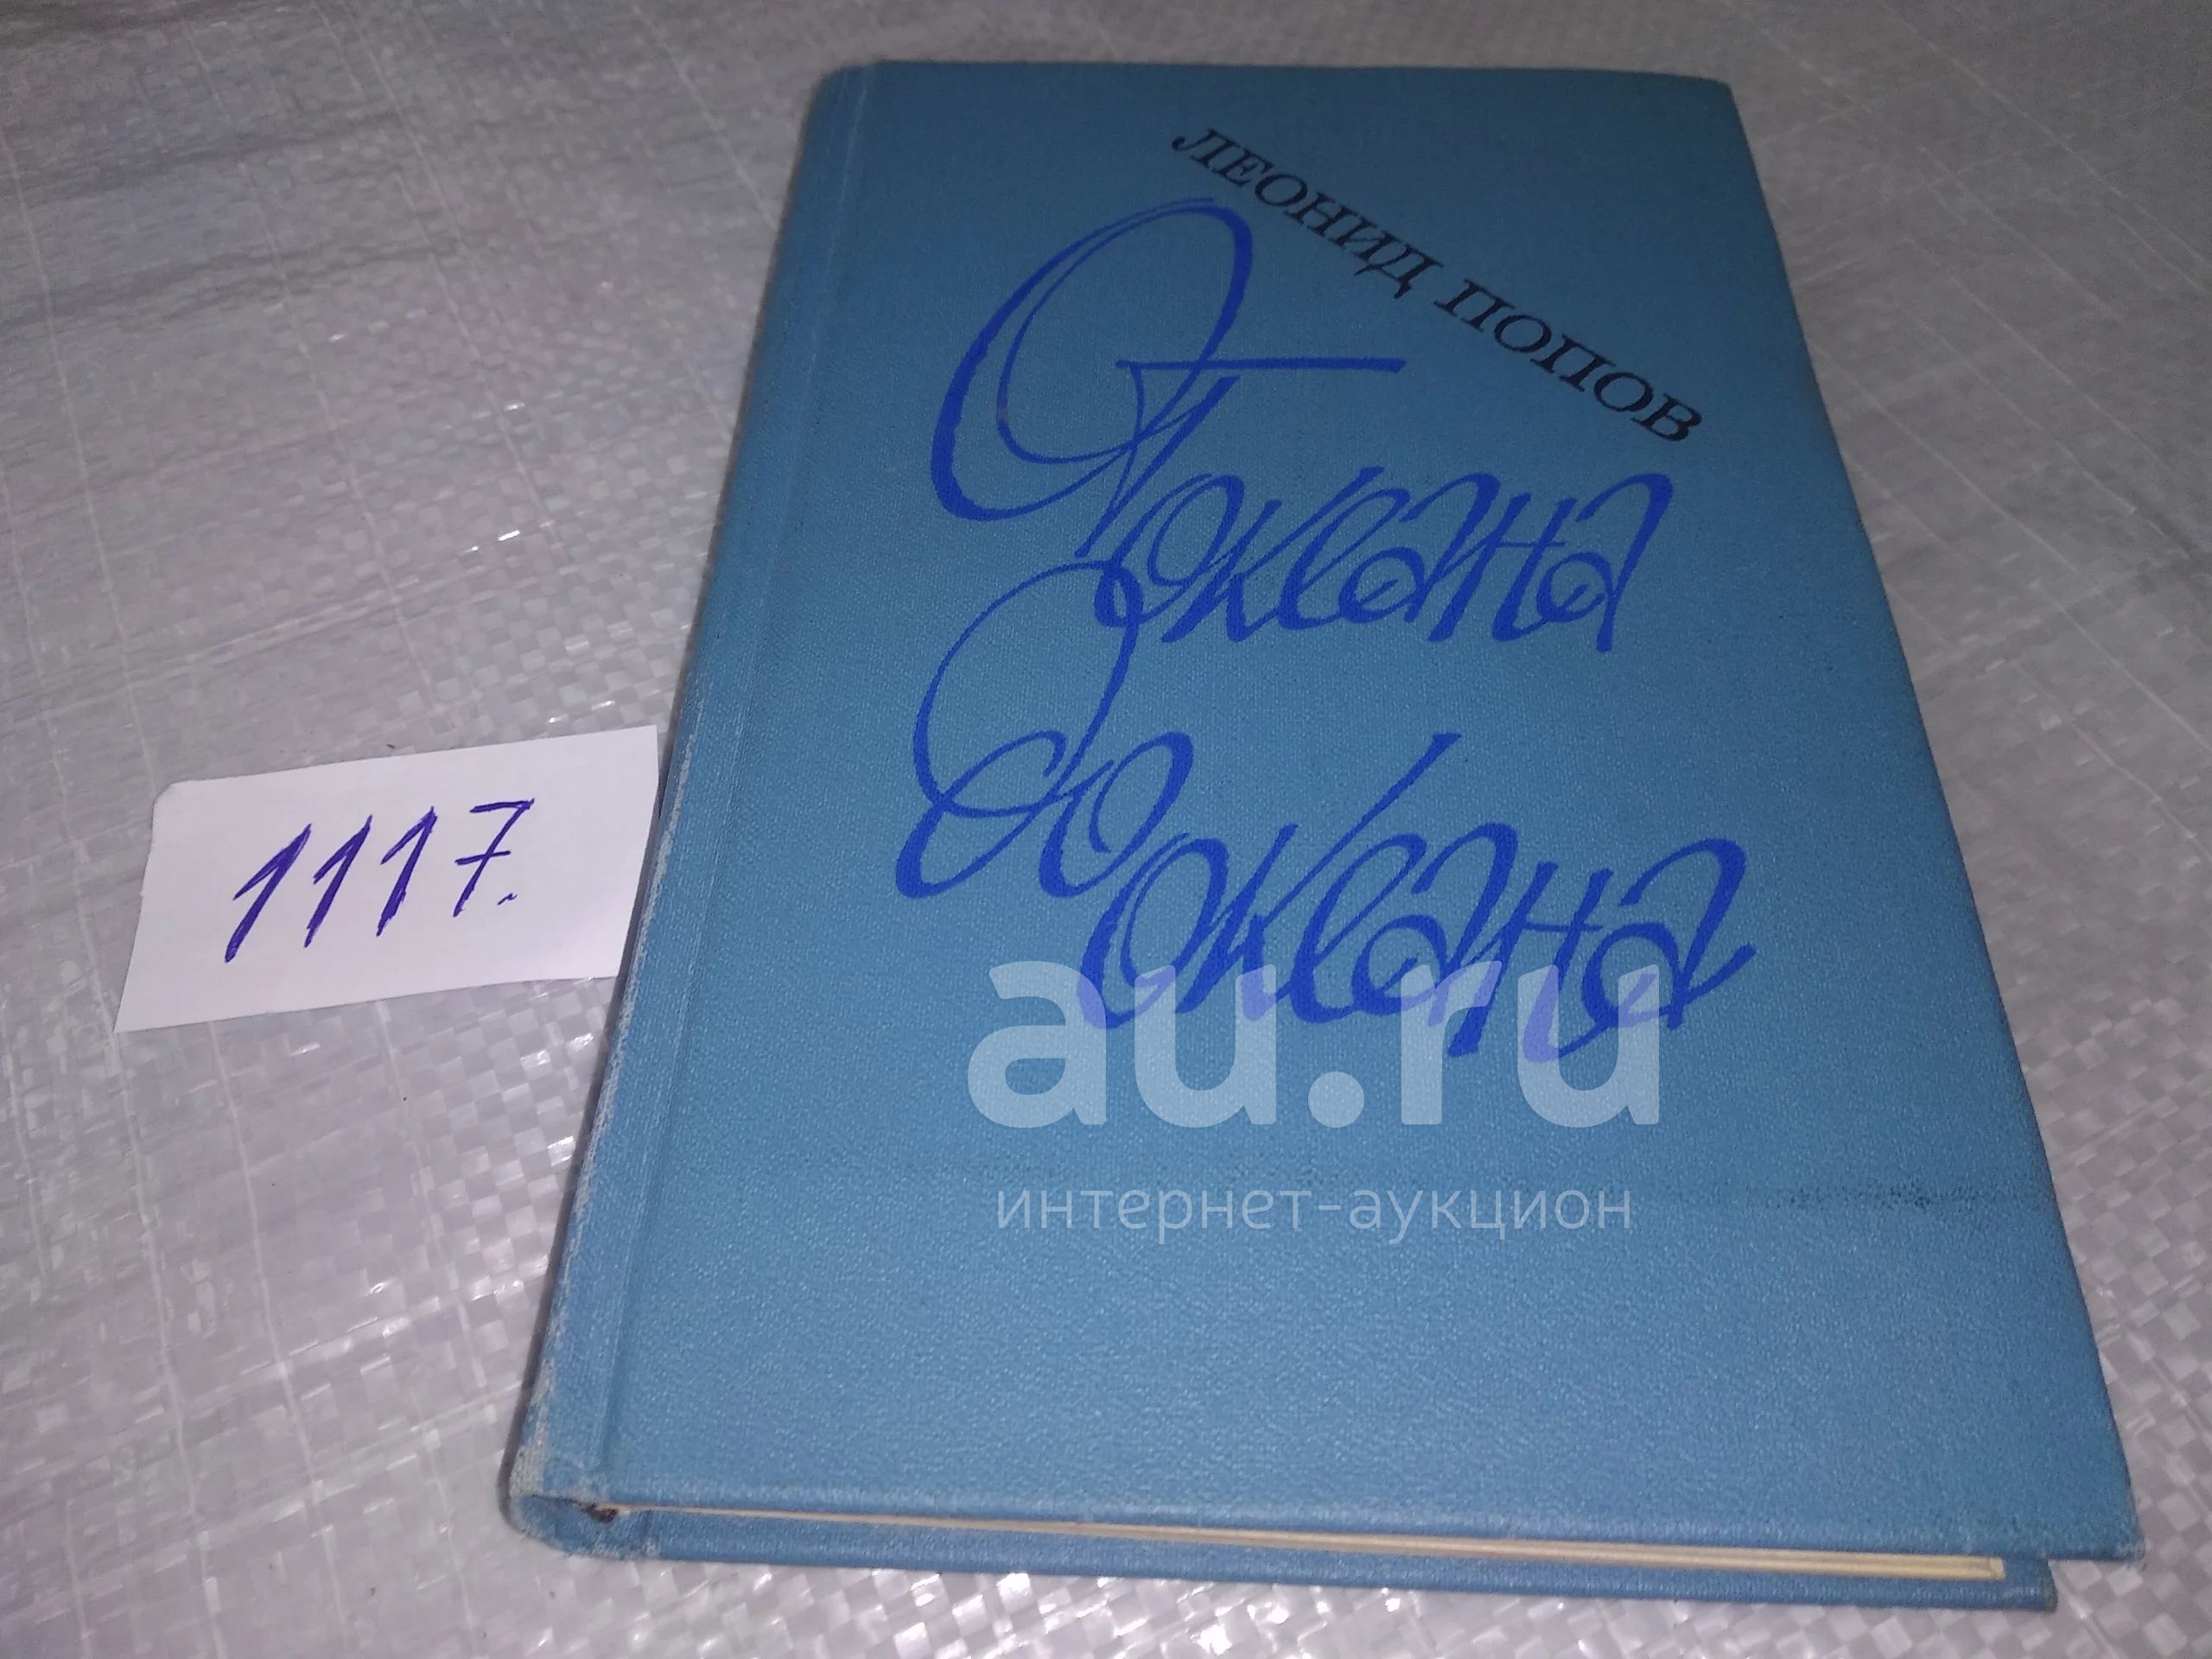 ЛЕОНИД ПОПОВ
От
океана
до
океана
1117.
au.ru
интернет-аукцион